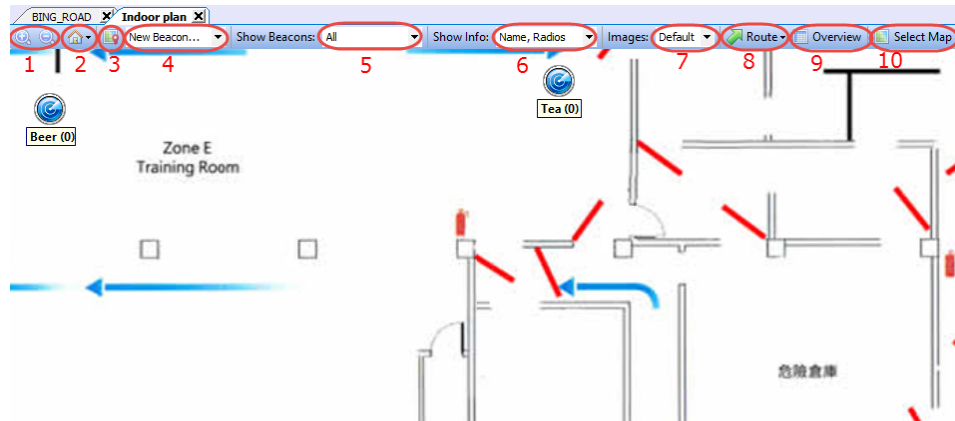 BING_ROAD X Indoor plan X
New Beacon... Show Beacons: All Show Info: Name, Radios Images: Default Route Overview Select Map
1 2 3 4 5 6 7 8 9 10
Beer (0)
Tea (0)
Zone E
Training Room
危險倉庫